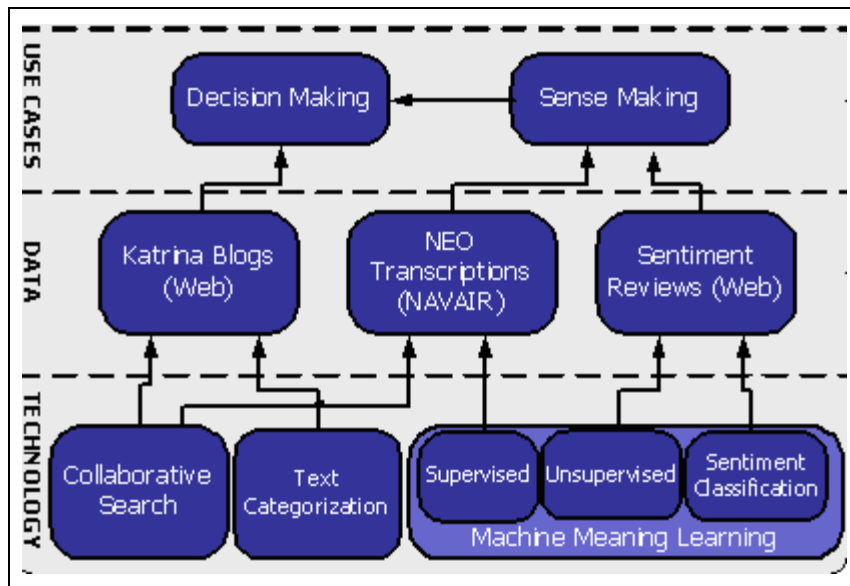 USE CASES
Decision Making
Sense Making
DATA
Katrina Blogs
(Web)
NEO
Transcriptions
(NAVAIR)
Sentiment
Reviews (Web)
TECHNOLOGY
Collaborative
Search
Text
Categorization
Supervised
Unsupervised
Sentiment
Classification
Machine Meaning Learning